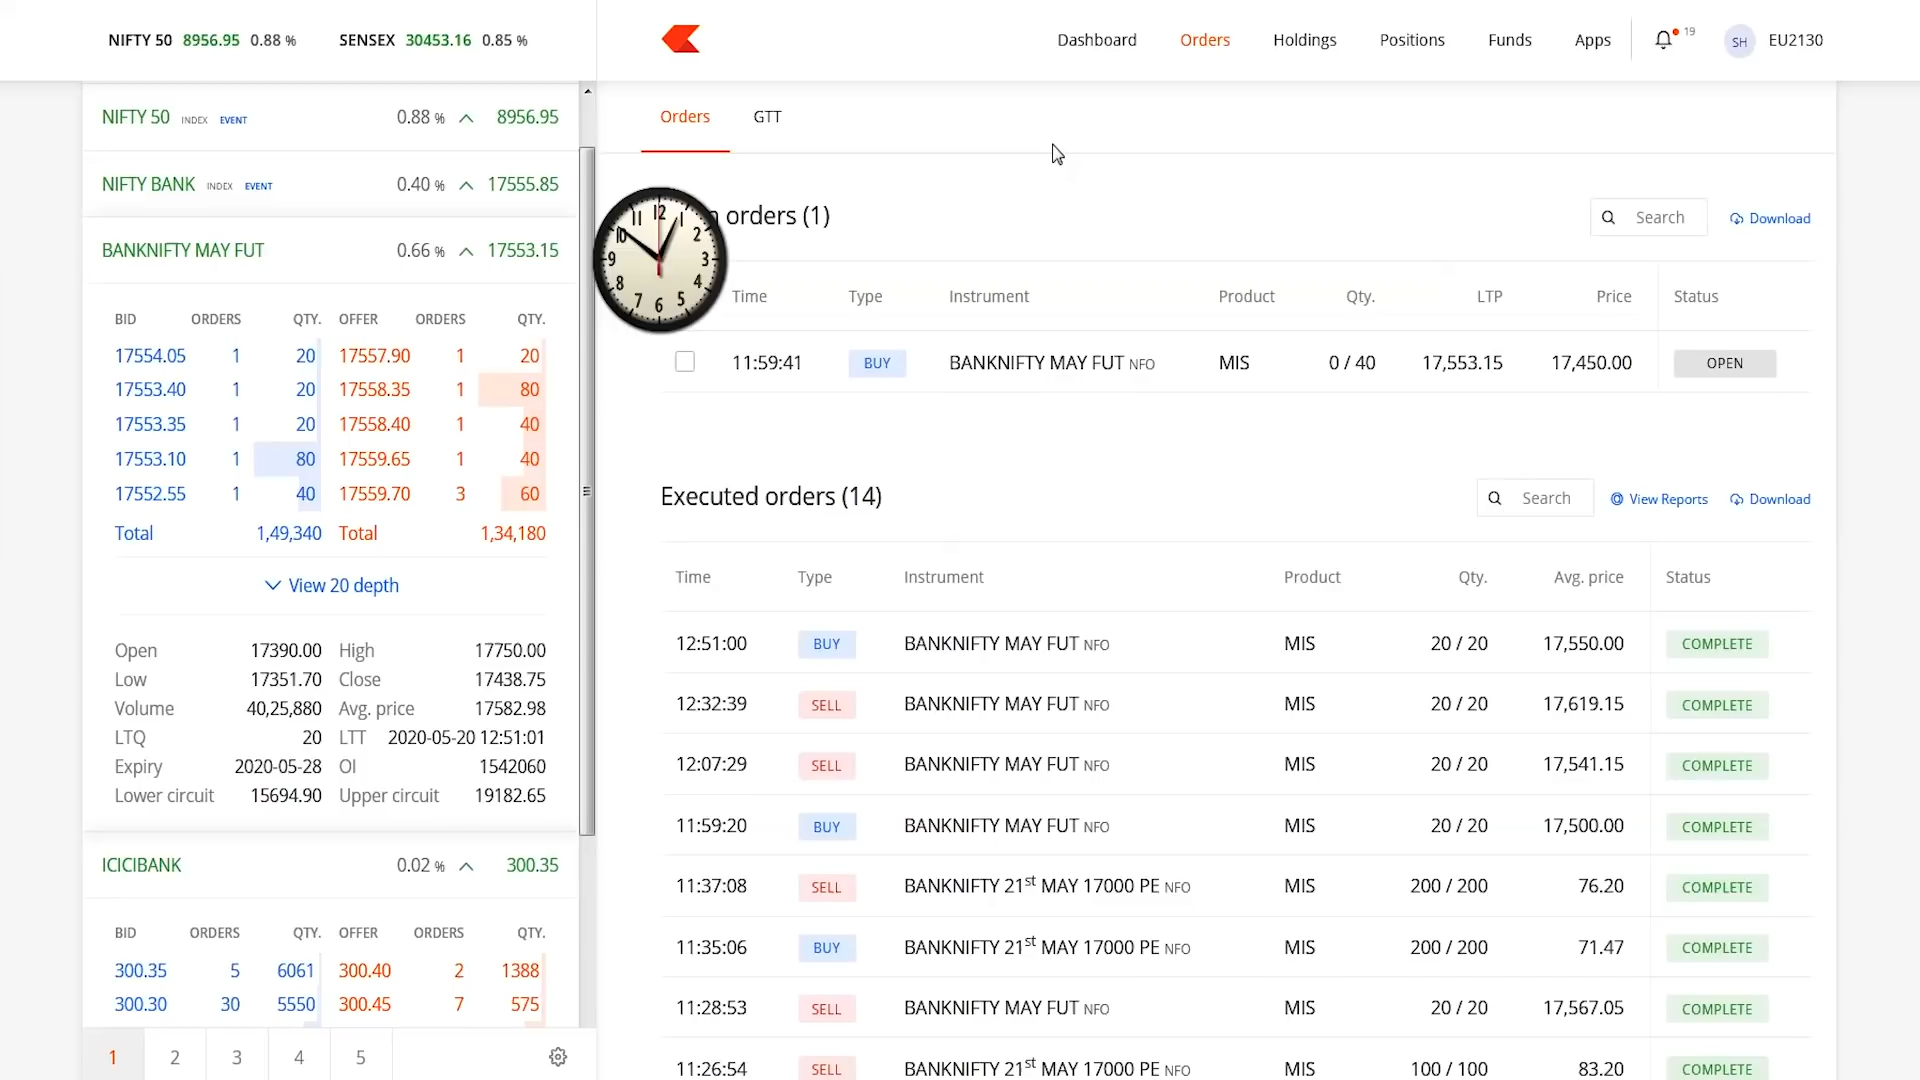 NIFTY 50 8956.95 0.88 % SENSEX 30453.16 0.85 %
Dashboard Orders Holdings Positions Funds Apps 19 SH EU2130
NIFTY 50 INDEX EVENT 0.88 % 8956.95
NIFTY BANK INDEX EVENT 0.40 % 17555.85
BANKNIFTY MAY FUT 0.66 % 17553.15
BID ORDERS QTY. OFFER ORDERS QTY.
17554.05 1 20 17557.90 1 20
17553.40 1 20 17558.35 1 80
17553.35 1 20 17558.40 1 40
17553.10 1 80 17559.65 1 40
17552.55 1 40 17559.70 3 60
Total 1,49,340 Total 1,34,180
View 20 depth
Open 17390.00 High 17750.00
Low 17351.70 Close 17438.75
Volume 40,25,880 Avg. price 17582.98
LTQ 20 LTT 2020-05-20 12:51:01
Expiry 2020-05-28 OI 1542060
Lower circuit 15694.90 Upper circuit 19182.65
ICICIBANK 0.02 % 300.35
BID ORDERS QTY. OFFER ORDERS QTY.
300.35 5 6061 300.40 2 1388
300.30 30 5550 300.45 7 575
1 2 3 4 5
Orders GTT
orders (1) Search Download
12 1 2 3 4 5 6 7 8 9 10 11
Time Type Instrument Product Qty. LTP Price Status
11:59:41 BUY BANKNIFTY MAY FUT NFO MIS 0 / 40 17,553.15 17,450.00 OPEN
Executed orders (14) Search View Reports Download
Time Type Instrument Product Qty. Avg. price Status
12:51:00 BUY BANKNIFTY MAY FUT NFO MIS 20 / 20 17,550.00 COMPLETE
12:32:39 SELL BANKNIFTY MAY FUT NFO MIS 20 / 20 17,619.15 COMPLETE
12:07:29 SELL BANKNIFTY MAY FUT NFO MIS 20 / 20 17,541.15 COMPLETE
11:59:20 BUY BANKNIFTY MAY FUT NFO MIS 20 / 20 17,500.00 COMPLETE
11:37:08 SELL BANKNIFTY 21st MAY 17000 PE NFO MIS 200 / 200 76.20 COMPLETE
11:35:06 BUY BANKNIFTY 21st MAY 17000 PE NFO MIS 200 / 200 71.47 COMPLETE
11:28:53 SELL BANKNIFTY MAY FUT NFO MIS 20 / 20 17,567.05 COMPLETE
11:26:54 SELL BANKNIFTY 21st MAY 17000 PE NFO MIS 100 / 100 83.20 COMPLETE